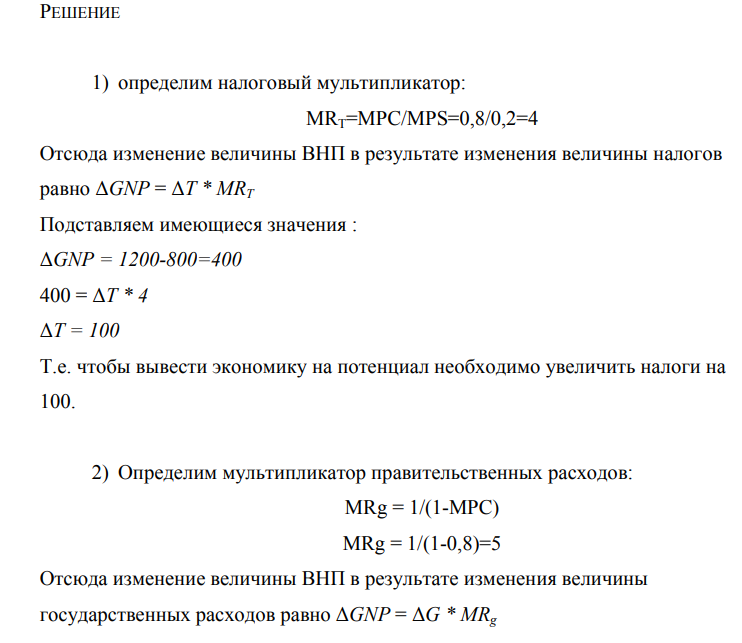 РЕШЕНИЕ
1) определим налоговый мультипликатор:
MRT=MPC/MPS=0,8/0,2=4
Отсюда изменение величины ВНП в результате изменения величины налогов
равно ΔGNP = ΔT * MRT
Подставляем имеющиеся значения :
ΔGNP = 1200-800=400
400 = ΔT * 4
ΔT = 100
Т.е. чтобы вывести экономику на потенциал необходимо увеличить налоги на
100.
2) Определим мультипликатор правительственных расходов:
MRg = 1/(1-MPC)
MRg = 1/(1-0,8)=5
Отсюда изменение величины ВНП в результате изменения величины
государственных расходов равно ΔGNP = ΔG * MRg